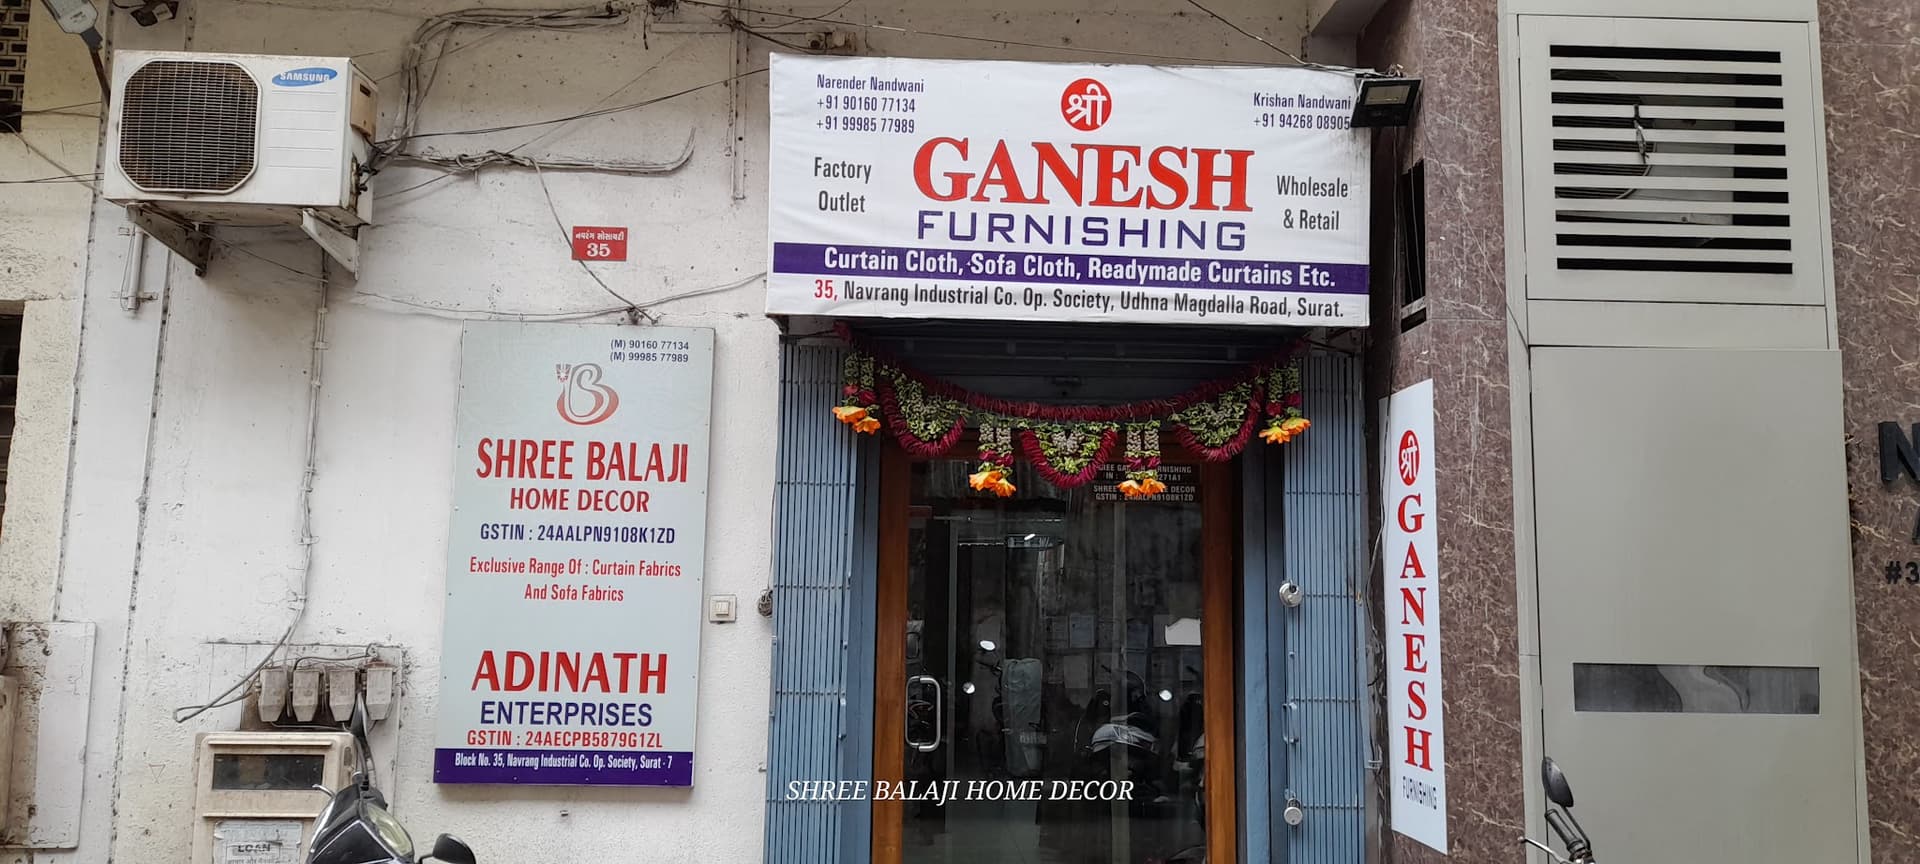 SAMSUNG
નવરંગ સોસાયટી
35
Narender Nandwani
+91 90160 77134
+91 99985 77989
श्री
Krishan Nandwani
+91 94268 08905
Factory
Outlet
GANESH
FURNISHING
Wholesale
& Retail
Curtain Cloth, Sofa Cloth, Readymade Curtains Etc.
35, Navrang Industrial Co. Op. Society, Udhna Magdalla Road, Surat.
(M) 90160 77134
(M) 99985 77989
SHREE BALAJI
HOME DECOR
GSTIN : 24AALPN9108K1ZD
Exclusive Range Of : Curtain Fabrics
And Sofa Fabrics
ADINATH
ENTERPRISES
GSTIN : 24AECPB5879G1ZL
Block No. 35, Navrang Industrial Co. Op. Society, Surat - 7
श्री
GANESH
FURNISHING
LOAN
SHREE BALAJI HOME DECOR